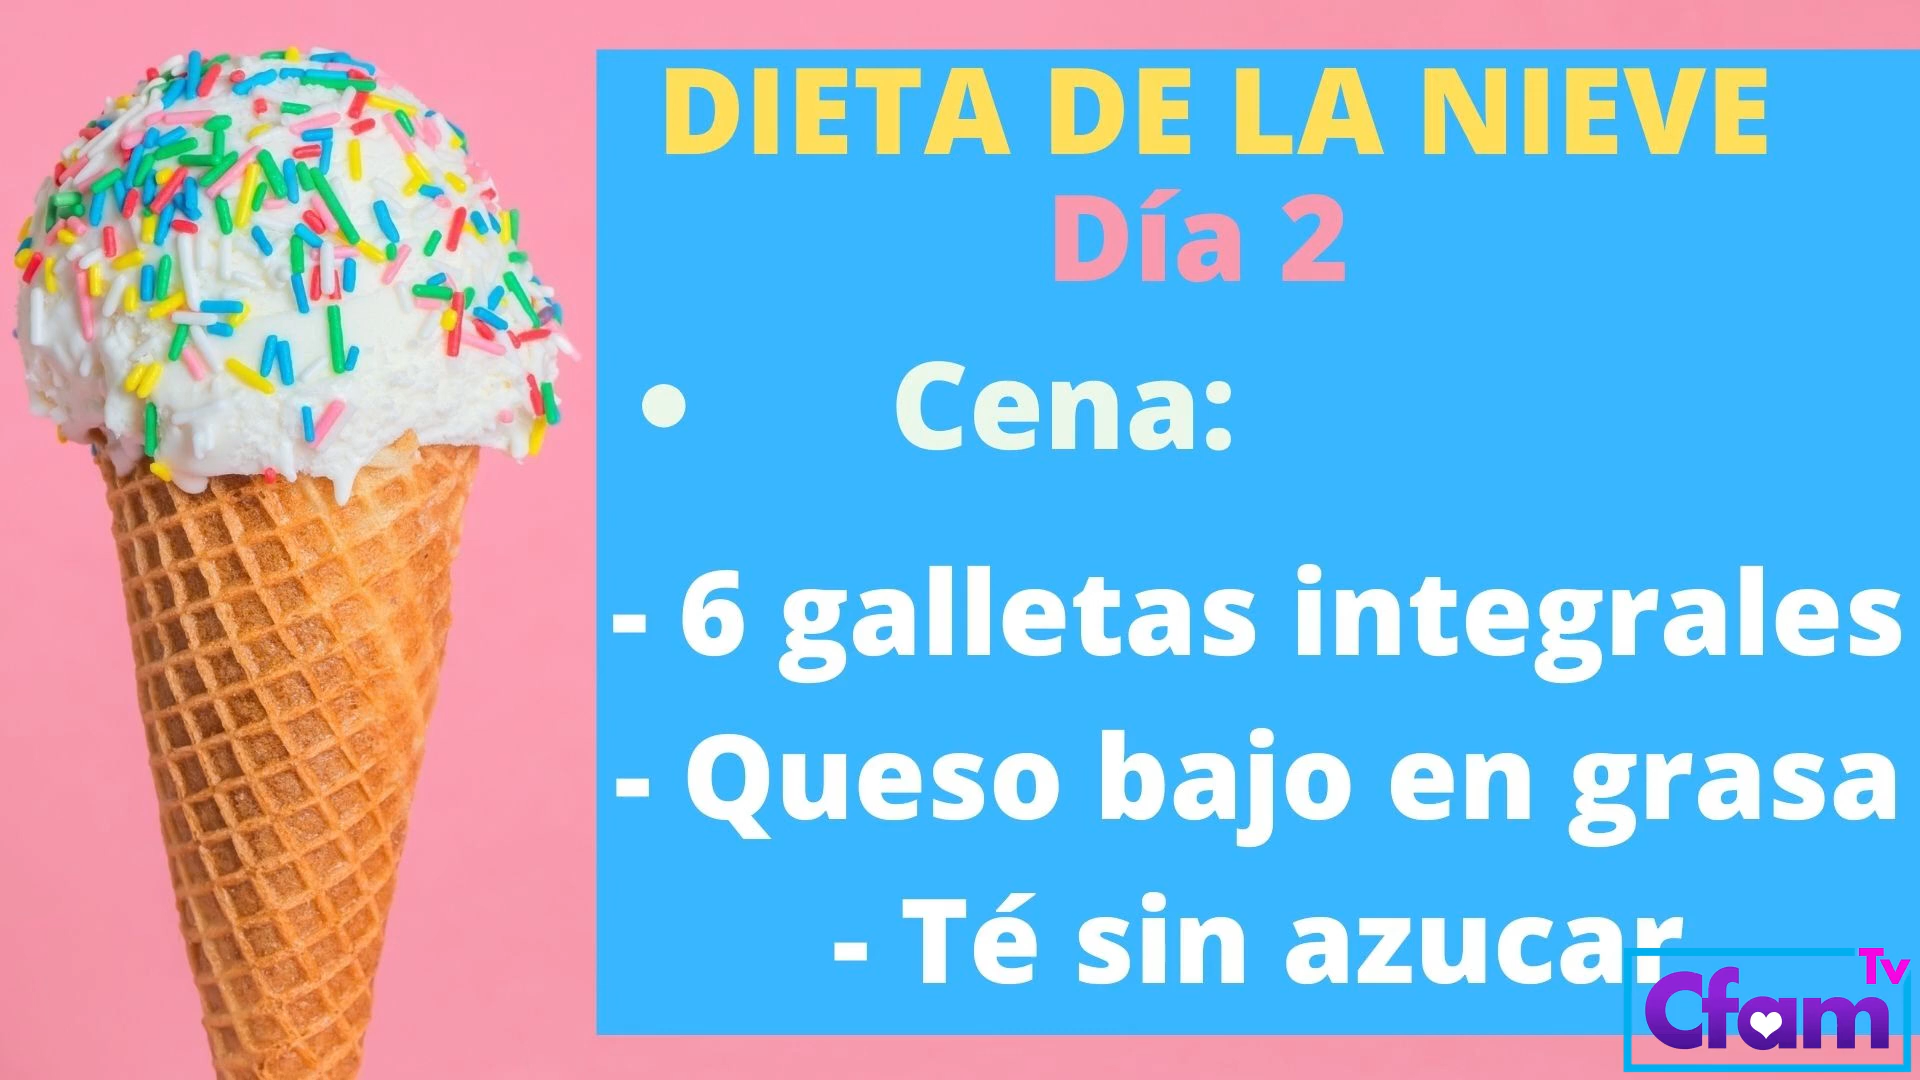 DIETA DE LA NIEVE
Día 2
• Cena:
- 6 galletas integrales
- Queso bajo en grasa
- Té sin azucar
Cfam Tv